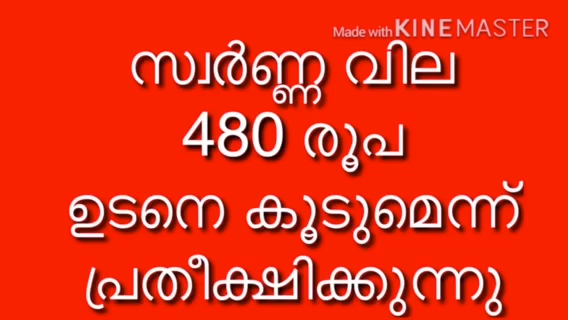 Made with KINEMASTER
സ്വർണ്ണ വില
480 രൂപ
ഉടനെ കൂടുമെന്ന്
പ്രതീക്ഷിക്കുന്നു